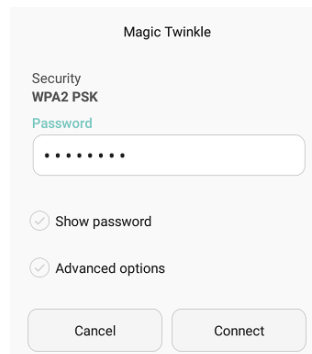 Magic Twinkle
Security
WPA2 PSK
Password
••••••••
Show password
Advanced options
Cancel
Connect